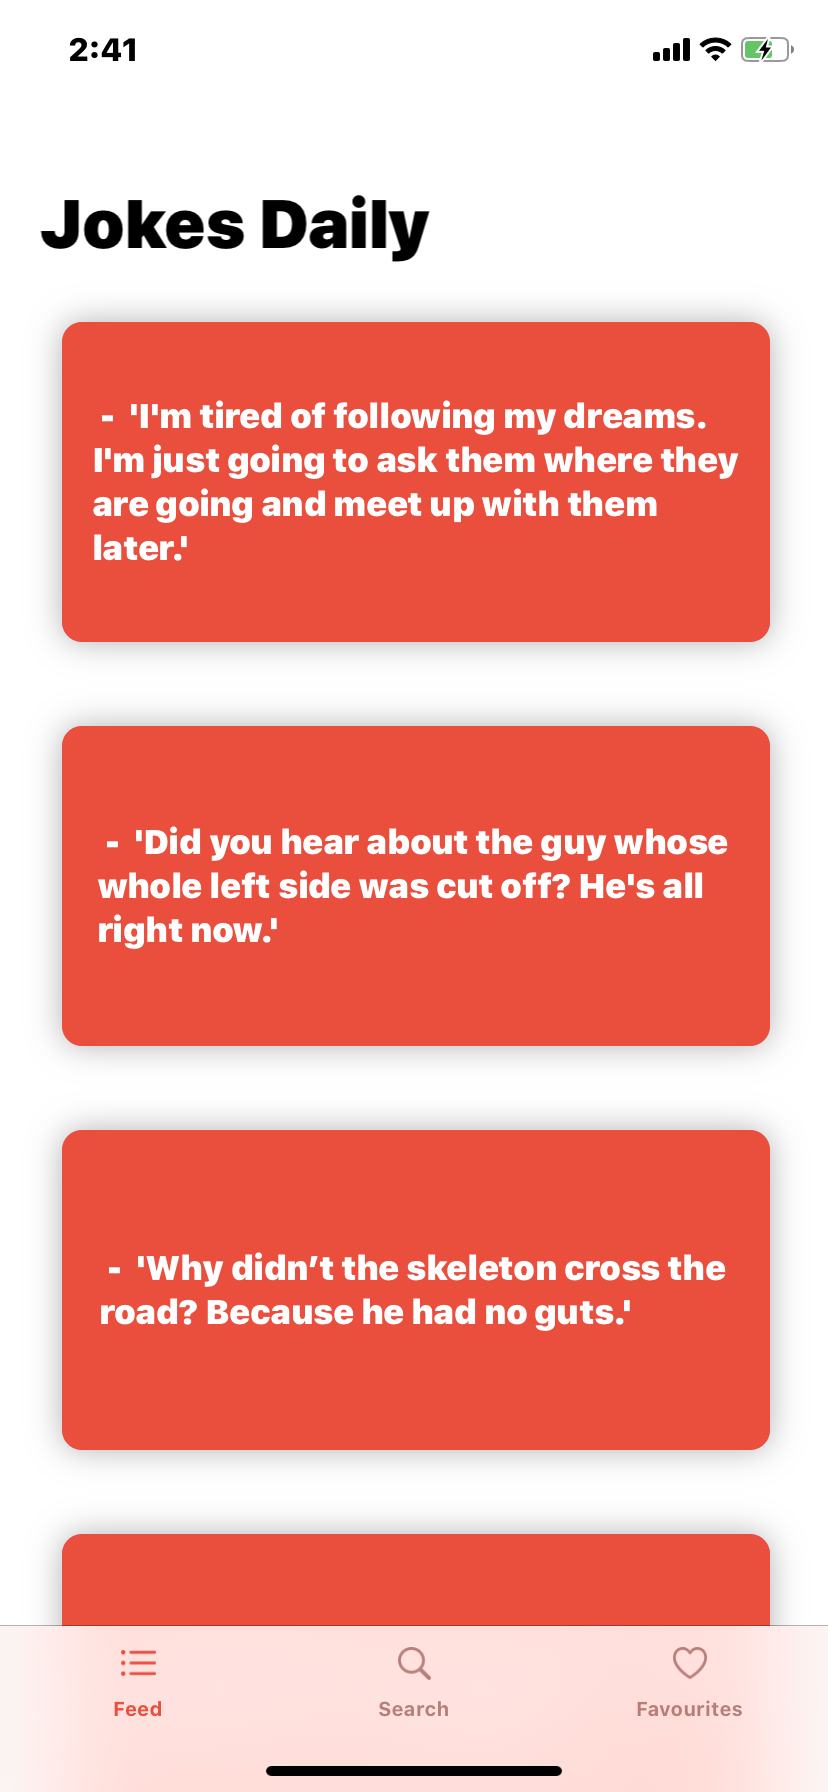 2:41
Jokes Daily
- 'I'm tired of following my dreams.
I'm just going to ask them where they
are going and meet up with them
later.'
- 'Did you hear about the guy whose
whole left side was cut off? He's all
right now.'
- 'Why didn’t the skeleton cross the
road? Because he had no guts.'
Feed Search Favourites